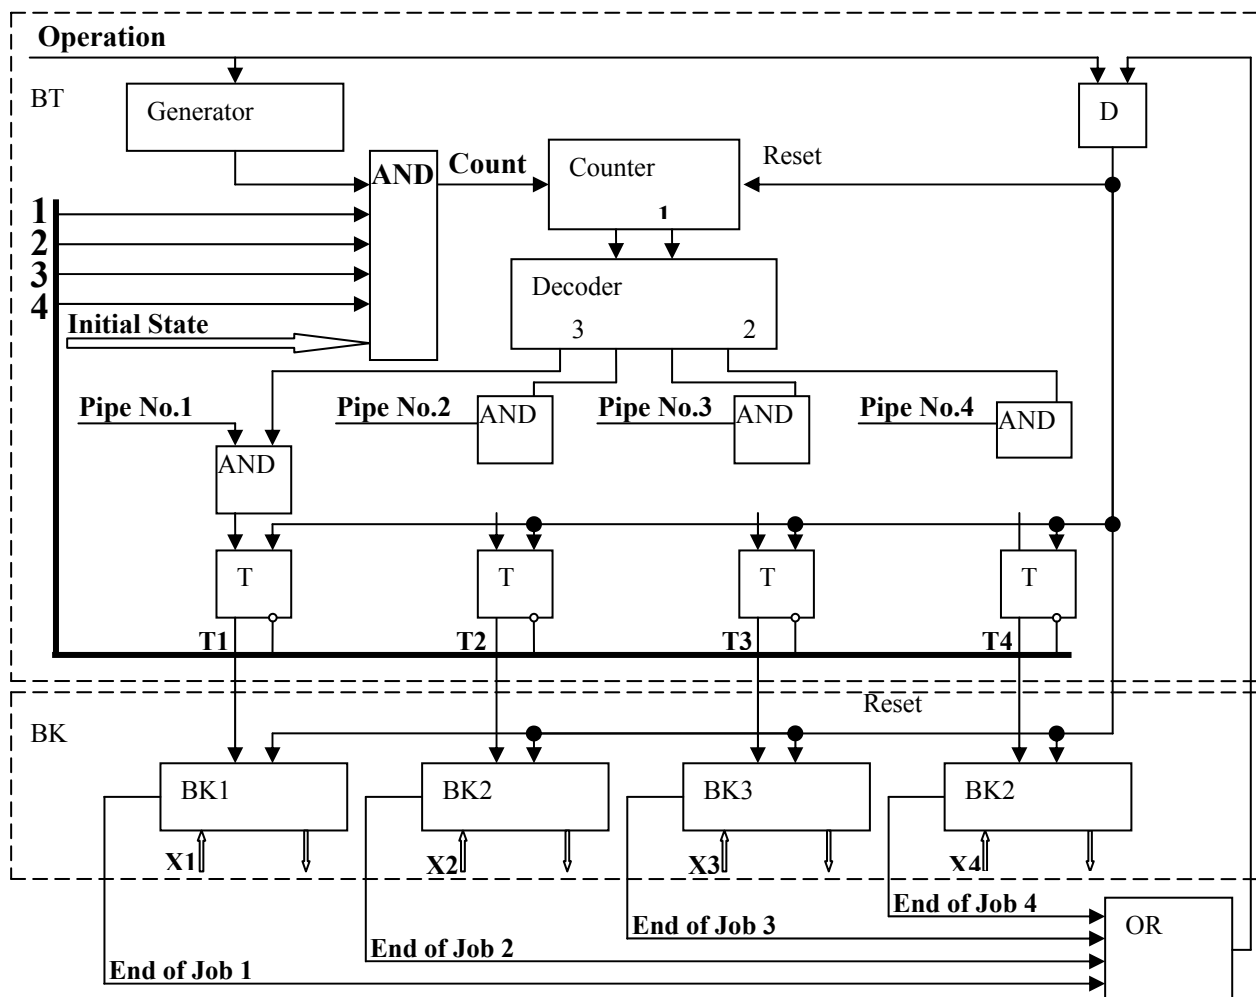 Operation
BT
Generator
D
AND
Count
Counter
Reset
1
1
2
3
4
Decoder
3
2
Initial State
Pipe No.1
Pipe No.2
Pipe No.3
Pipe No.4
AND
AND
AND
AND
T
T
T
T
T1
T2
T3
T4
Reset
BK
BK1
BK2
BK3
BK2
X1
X2
X3
X4
End of Job 4
End of Job 3
End of Job 2
End of Job 1
OR